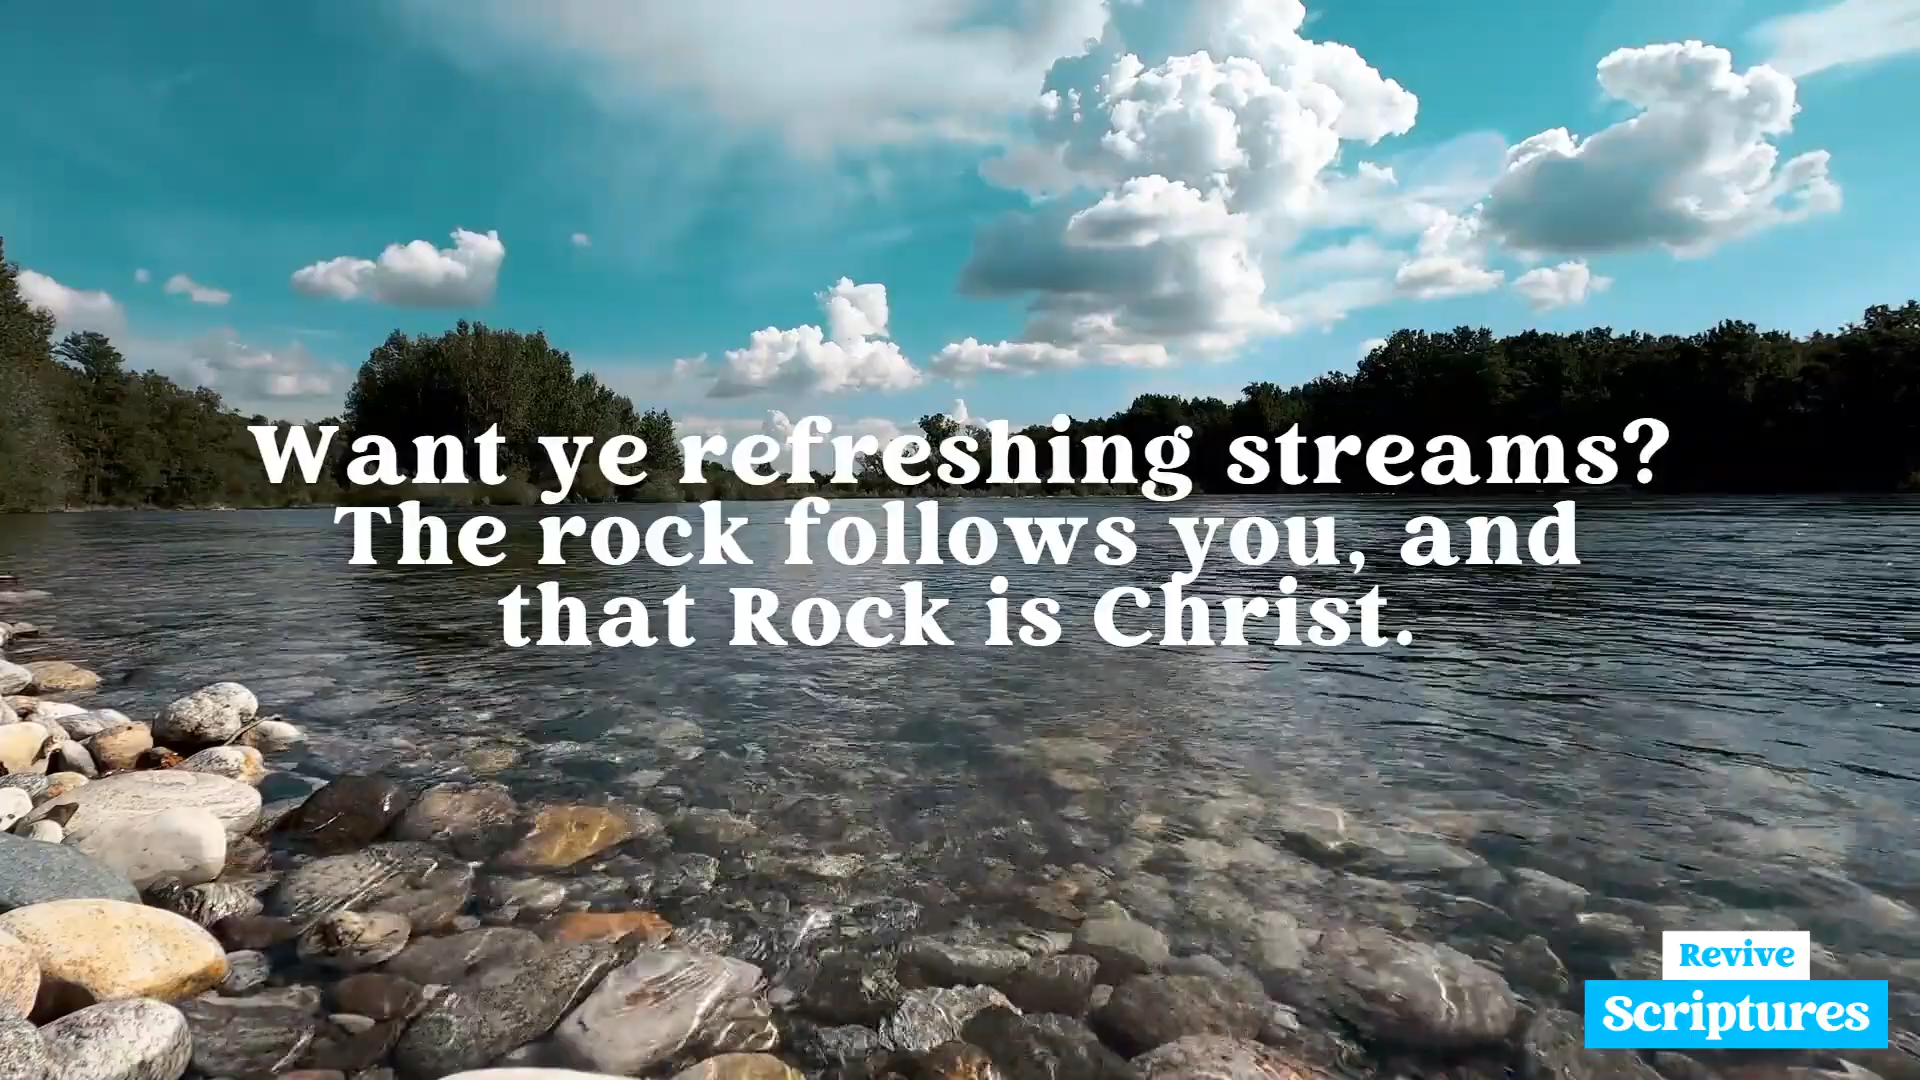 Want ye refreshing streams?
The rock follows you, and
that Rock is Christ.
Revive
Scriptures